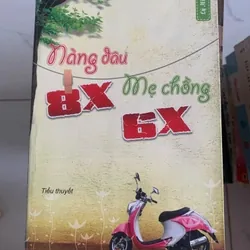 Nàng dâu
8X Mẹ chồng
6X
Tiểu thuyết